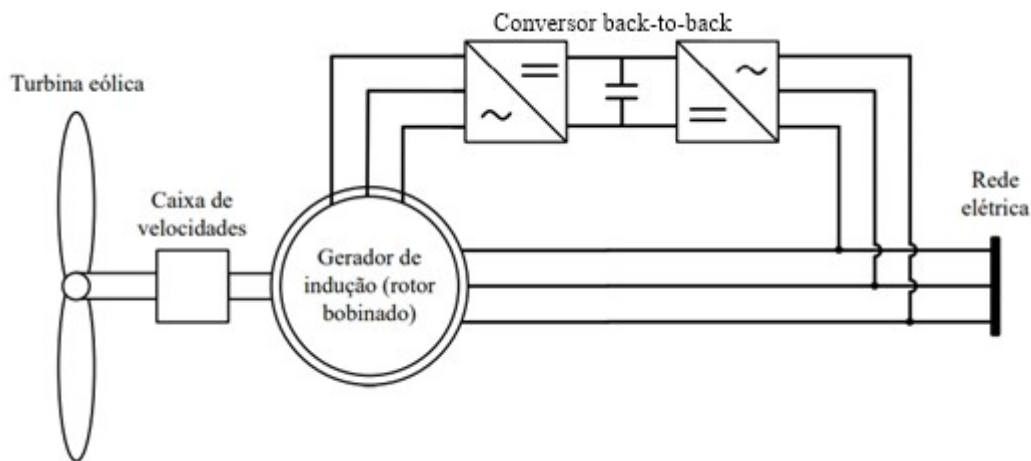 Conversor back-to-back
Turbina eólica
Caixa de
velocidades
Gerador de
indução (rotor
bobinado)
Rede
elétrica